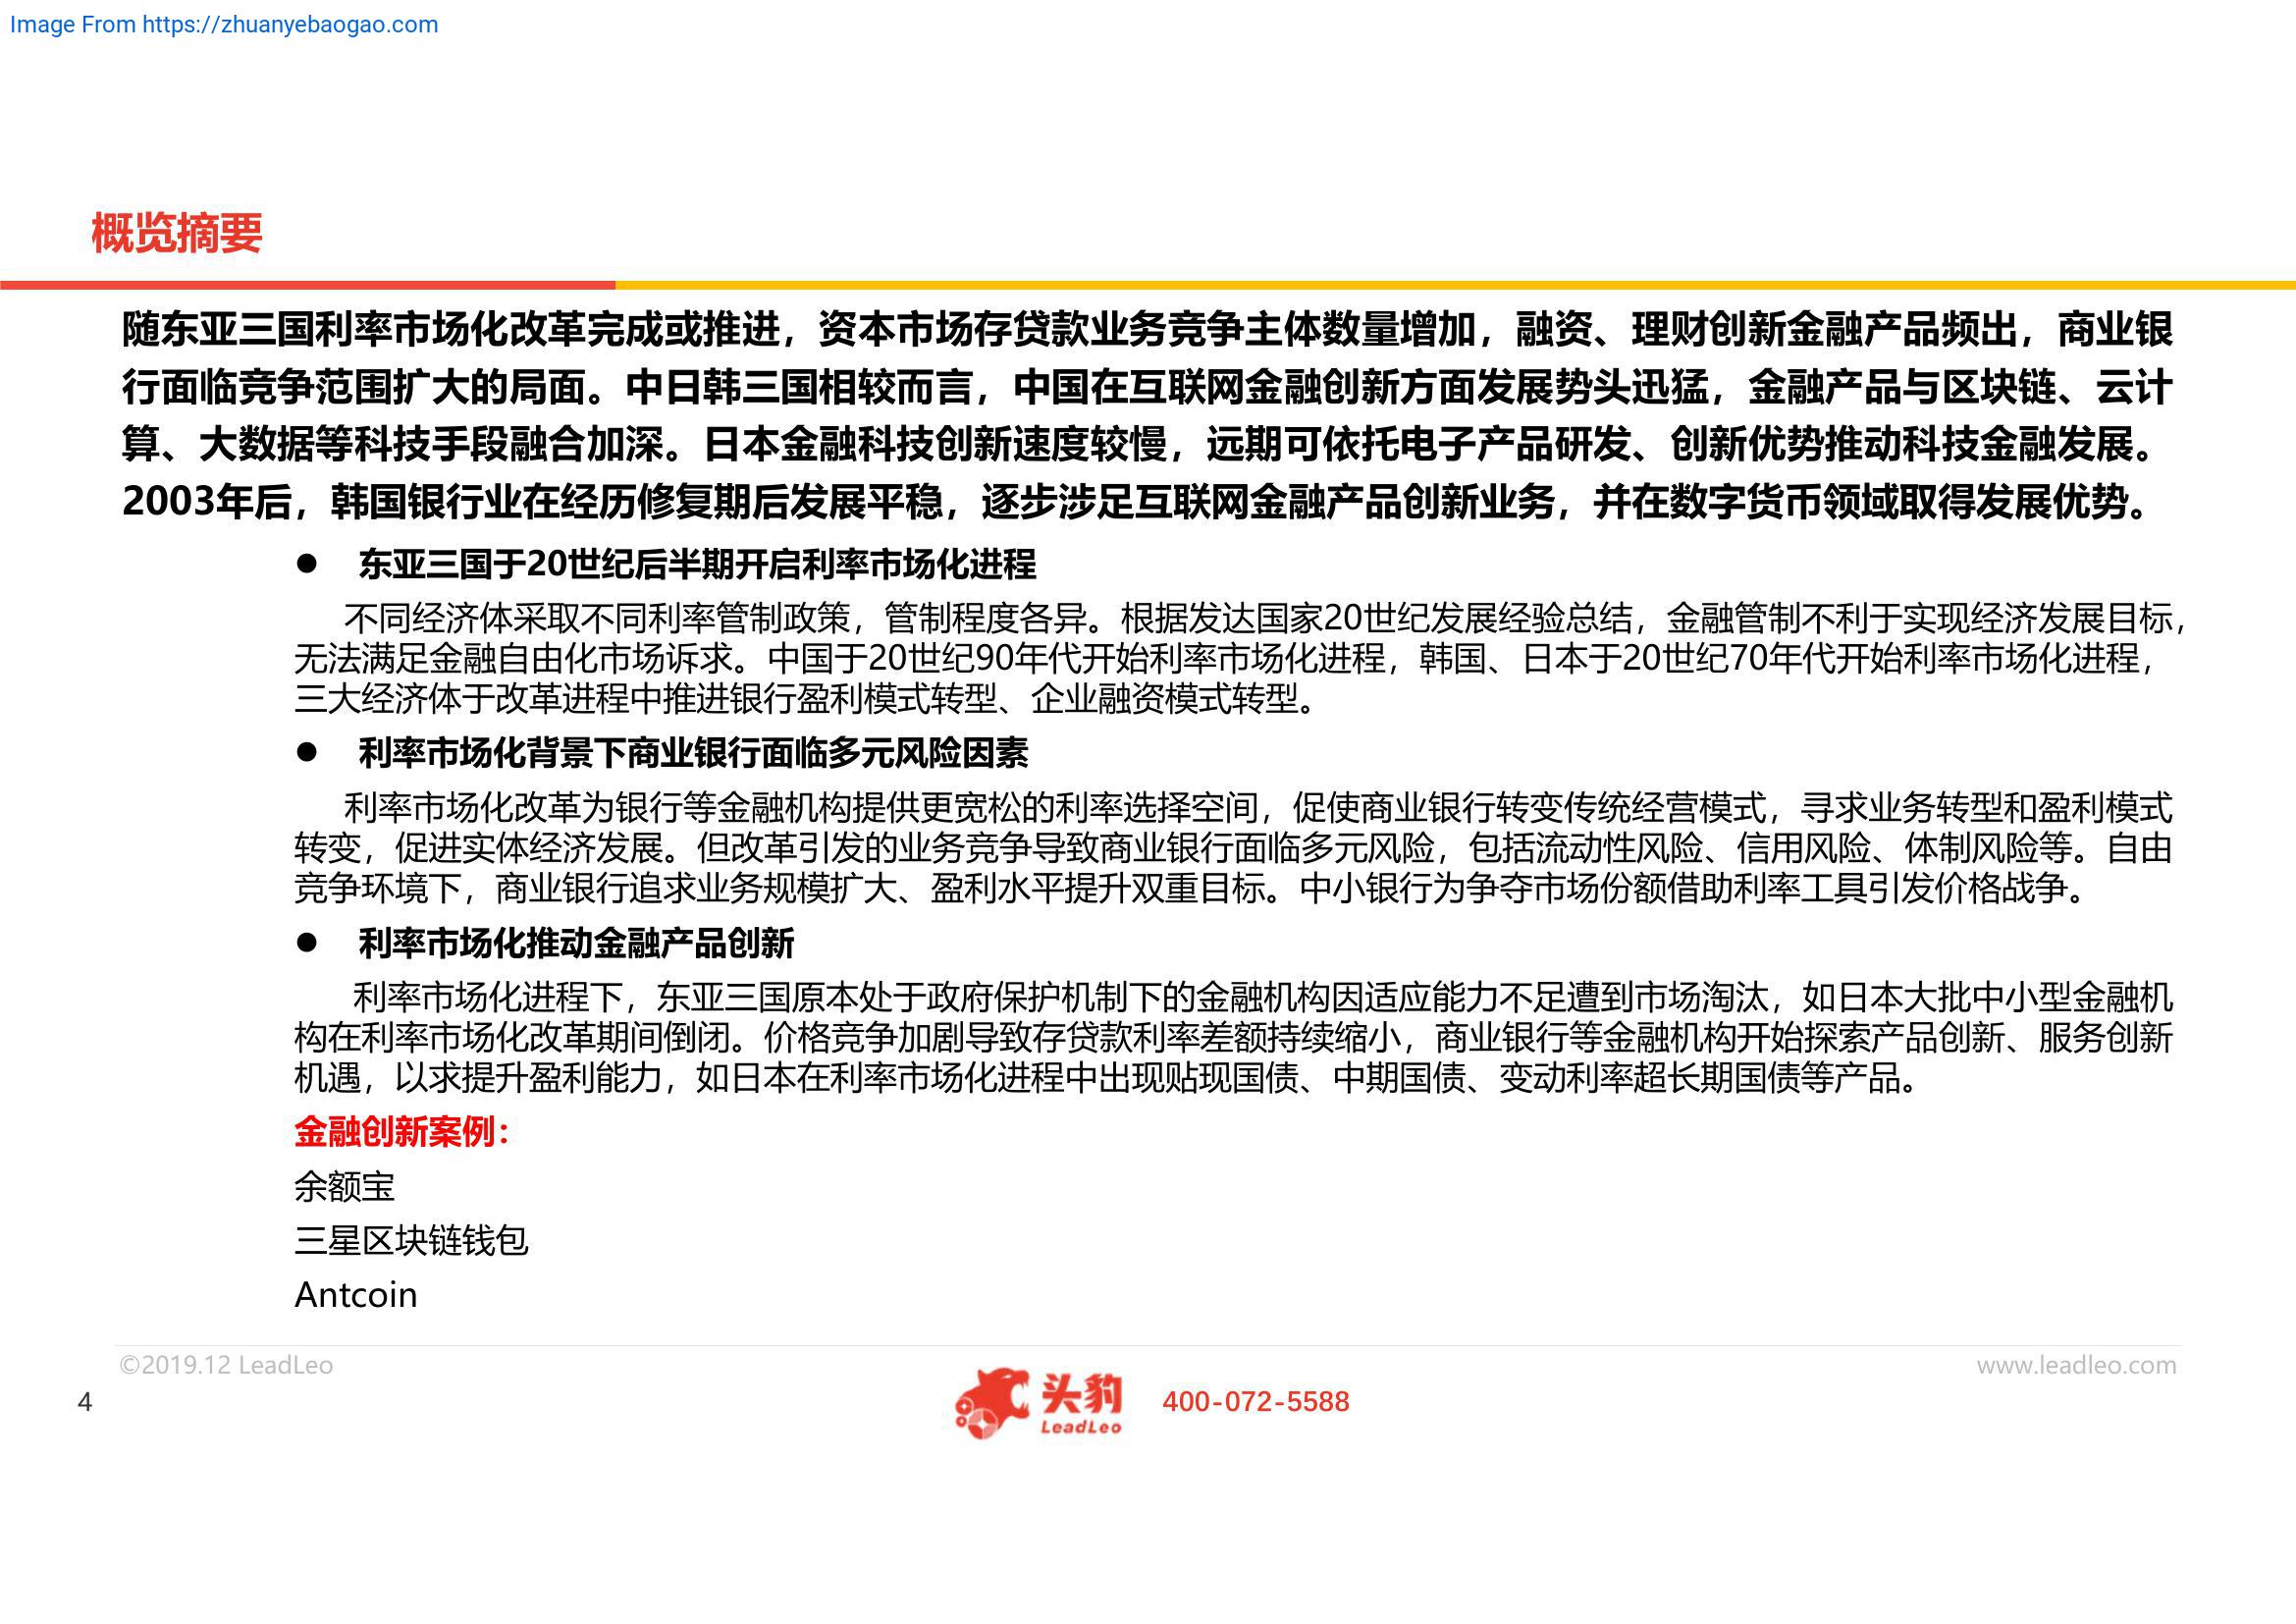 Image From https://zhuanyebaogao.com
概览摘要
随东亚三国利率市场化改革完成或推进，资本市场存贷款业务竞争主体数量增加，融资、理财创新金融产品频出，商业银
行面临竞争范围扩大的局面。中日韩三国相较而言，中国在互联网金融创新方面发展势头迅猛，金融产品与区块链、云计
算、大数据等科技手段融合加深。日本金融科技创新速度较慢，远期可依托电子产品研发、创新优势推动科技金融发展。
2003年后，韩国银行业在经历修复期后发展平稳，逐步涉足互联网金融产品创新业务，并在数字货币领域取得发展优势。
● 东亚三国于20世纪后半期开启利率市场化进程
不同经济体采取不同利率管制政策，管制程度各异。根据发达国家20世纪发展经验总结，金融管制不利于实现经济发展目标，
无法满足金融自由化市场诉求。中国于20世纪90年代开始利率市场化进程，韩国、日本于20世纪70年代开始利率市场化进程，
三大经济体于改革进程中推进银行盈利模式转型、企业融资模式转型。
● 利率市场化背景下商业银行面临多元风险因素
利率市场化改革为银行等金融机构提供更宽松的利率选择空间，促使商业银行转变传统经营模式，寻求业务转型和盈利模式
转变，促进实体经济发展。但改革引发的业务竞争导致商业银行面临多元风险，包括流动性风险、信用风险、体制风险等。自由
竞争环境下，商业银行追求业务规模扩大、盈利水平提升双重目标。中小银行为争夺市场份额借助利率工具引发价格战争。
● 利率市场化推动金融产品创新
利率市场化进程下，东亚三国原本处于政府保护机制下的金融机构因适应能力不足遭到市场淘汰，如日本大批中小型金融机
构在利率市场化改革期间倒闭。价格竞争加剧导致存贷款利率差额持续缩小，商业银行等金融机构开始探索产品创新、服务创新
机遇，以求提升盈利能力，如日本在利率市场化进程中出现贴现国债、中期国债、变动利率超长期国债等产品。
金融创新案例：
余额宝
三星区块链钱包
Antcoin
©2019.12 LeadLeo
www.leadleo.com
4
头豹
LeadLeo
400-072-5588